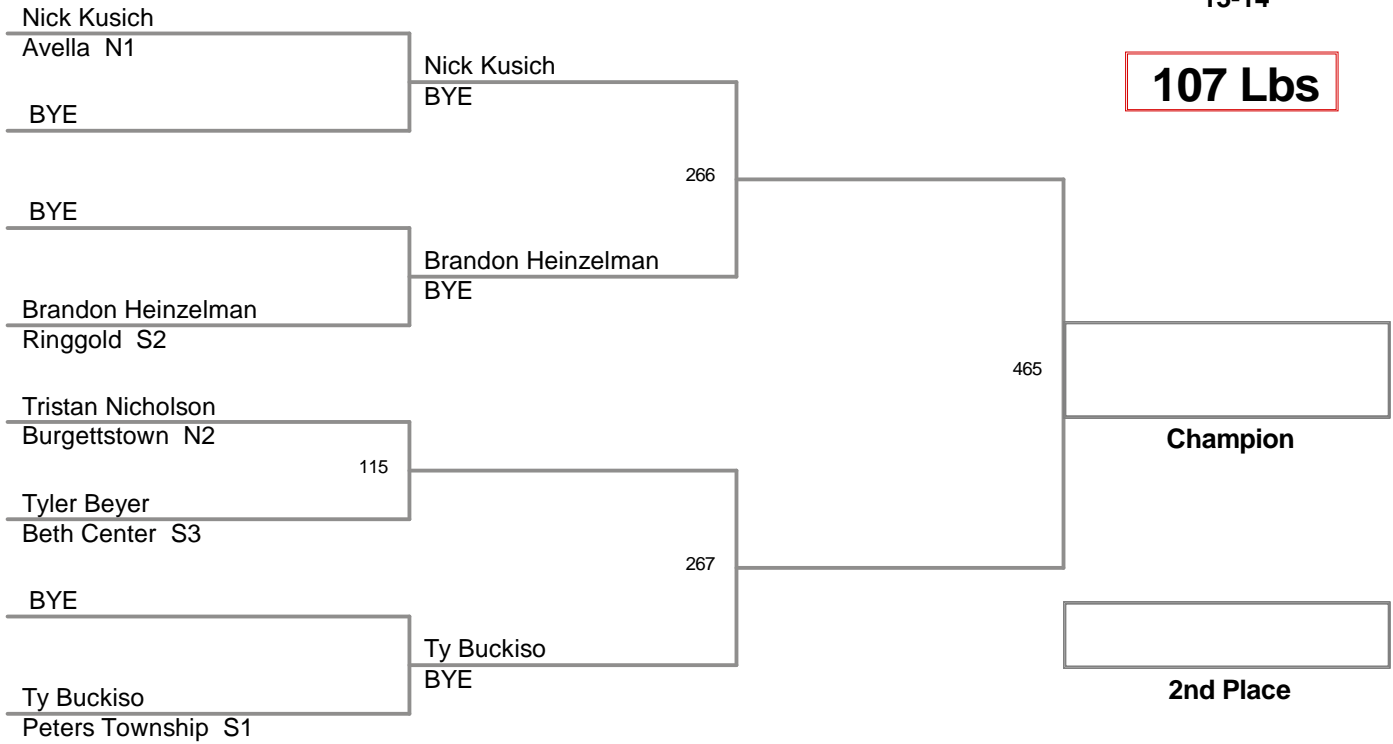 13-14
Nick Kusich
Avella N1
BYE
Nick Kusich
BYE
107 Lbs
266
BYE
Brandon Heinzelman
BYE
Brandon Heinzelman
Ringgold S2
465
Champion
Tristan Nicholson
Burgettstown N2
115
Tyler Beyer
Beth Center S3
267
BYE
Ty Buckiso
BYE
2nd Place
Ty Buckiso
Peters Township S1